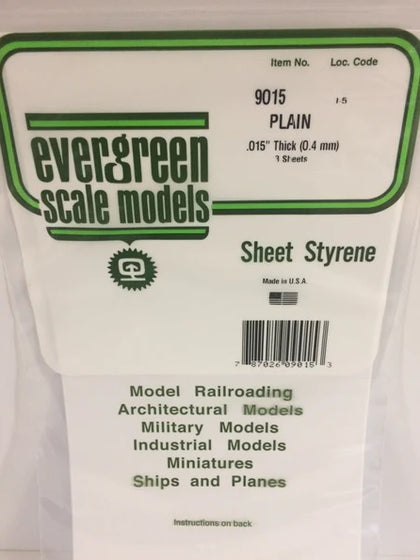 Item No. Loc. Code
9015 1-5
PLAIN
.015" Thick (0.4 mm)
3 Sheets
evergreen
scale models
Sheet Styrene
Made in U.S.A.
7 87026 09015 3
Model Railroading
Architectural Models
Military Models
Industrial Models
Miniatures
Ships and Planes
Instructions on back